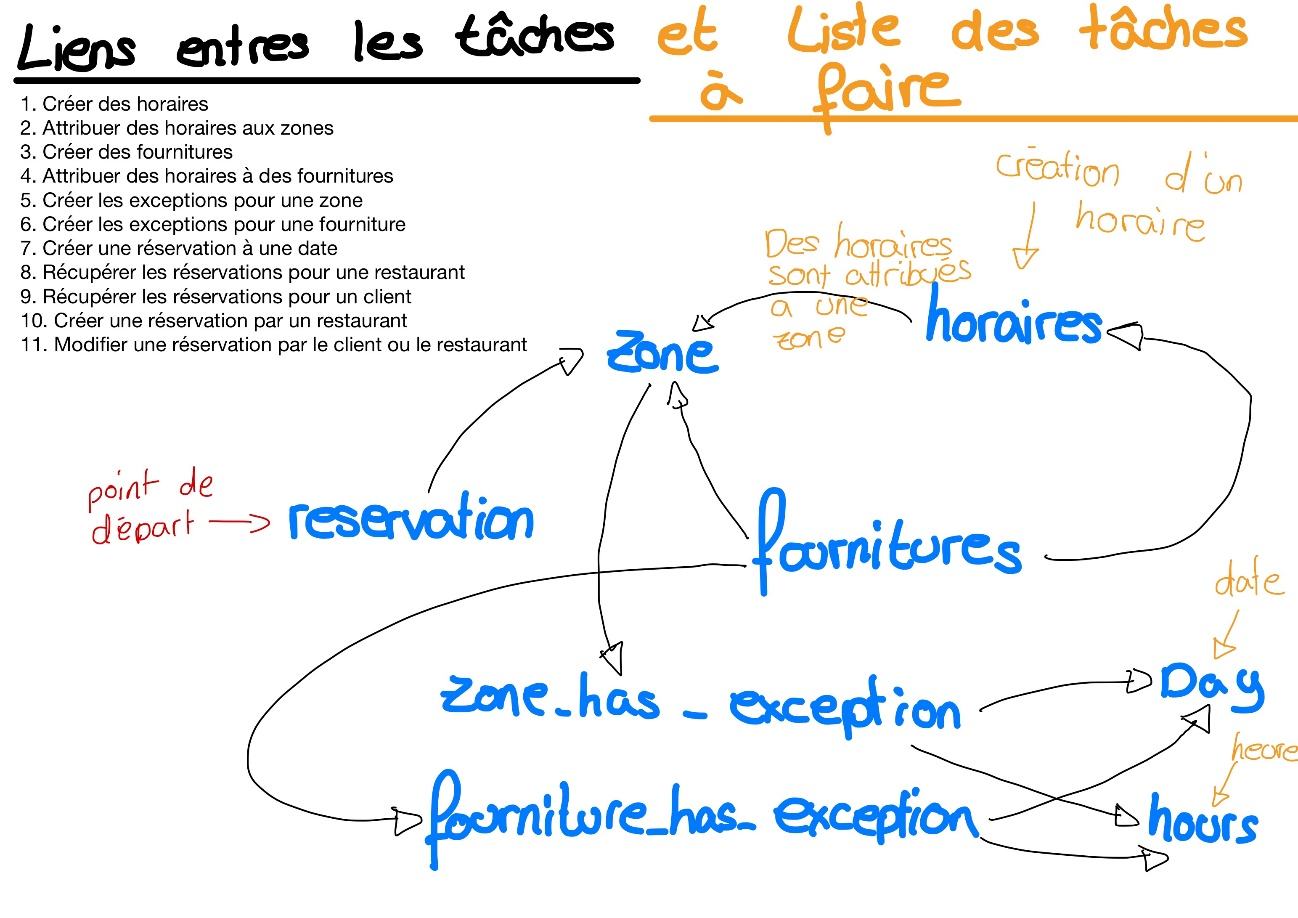 Liens entres les tâches et Liste des tâches
à faire
1. Créer des horaires
2. Attribuer des horaires aux zones
3. Créer des fournitures
4. Attribuer des horaires à des fournitures
5. Créer les exceptions pour une zone
6. Créer les exceptions pour une fourniture
7. Créer une réservation à une date
8. Récupérer les réservations pour une restaurant
9. Récupérer les réservations pour un client
10. Créer une réservation par un restaurant
11. Modifier une réservation par le client ou le restaurant
création d'un
horaire
Des horaires
sont attribués
a une
zone
horaires
zone
point de
départ
reservation
fournitures
date
zone_has_exception
Day
heure
fourniture_has_exception
hours